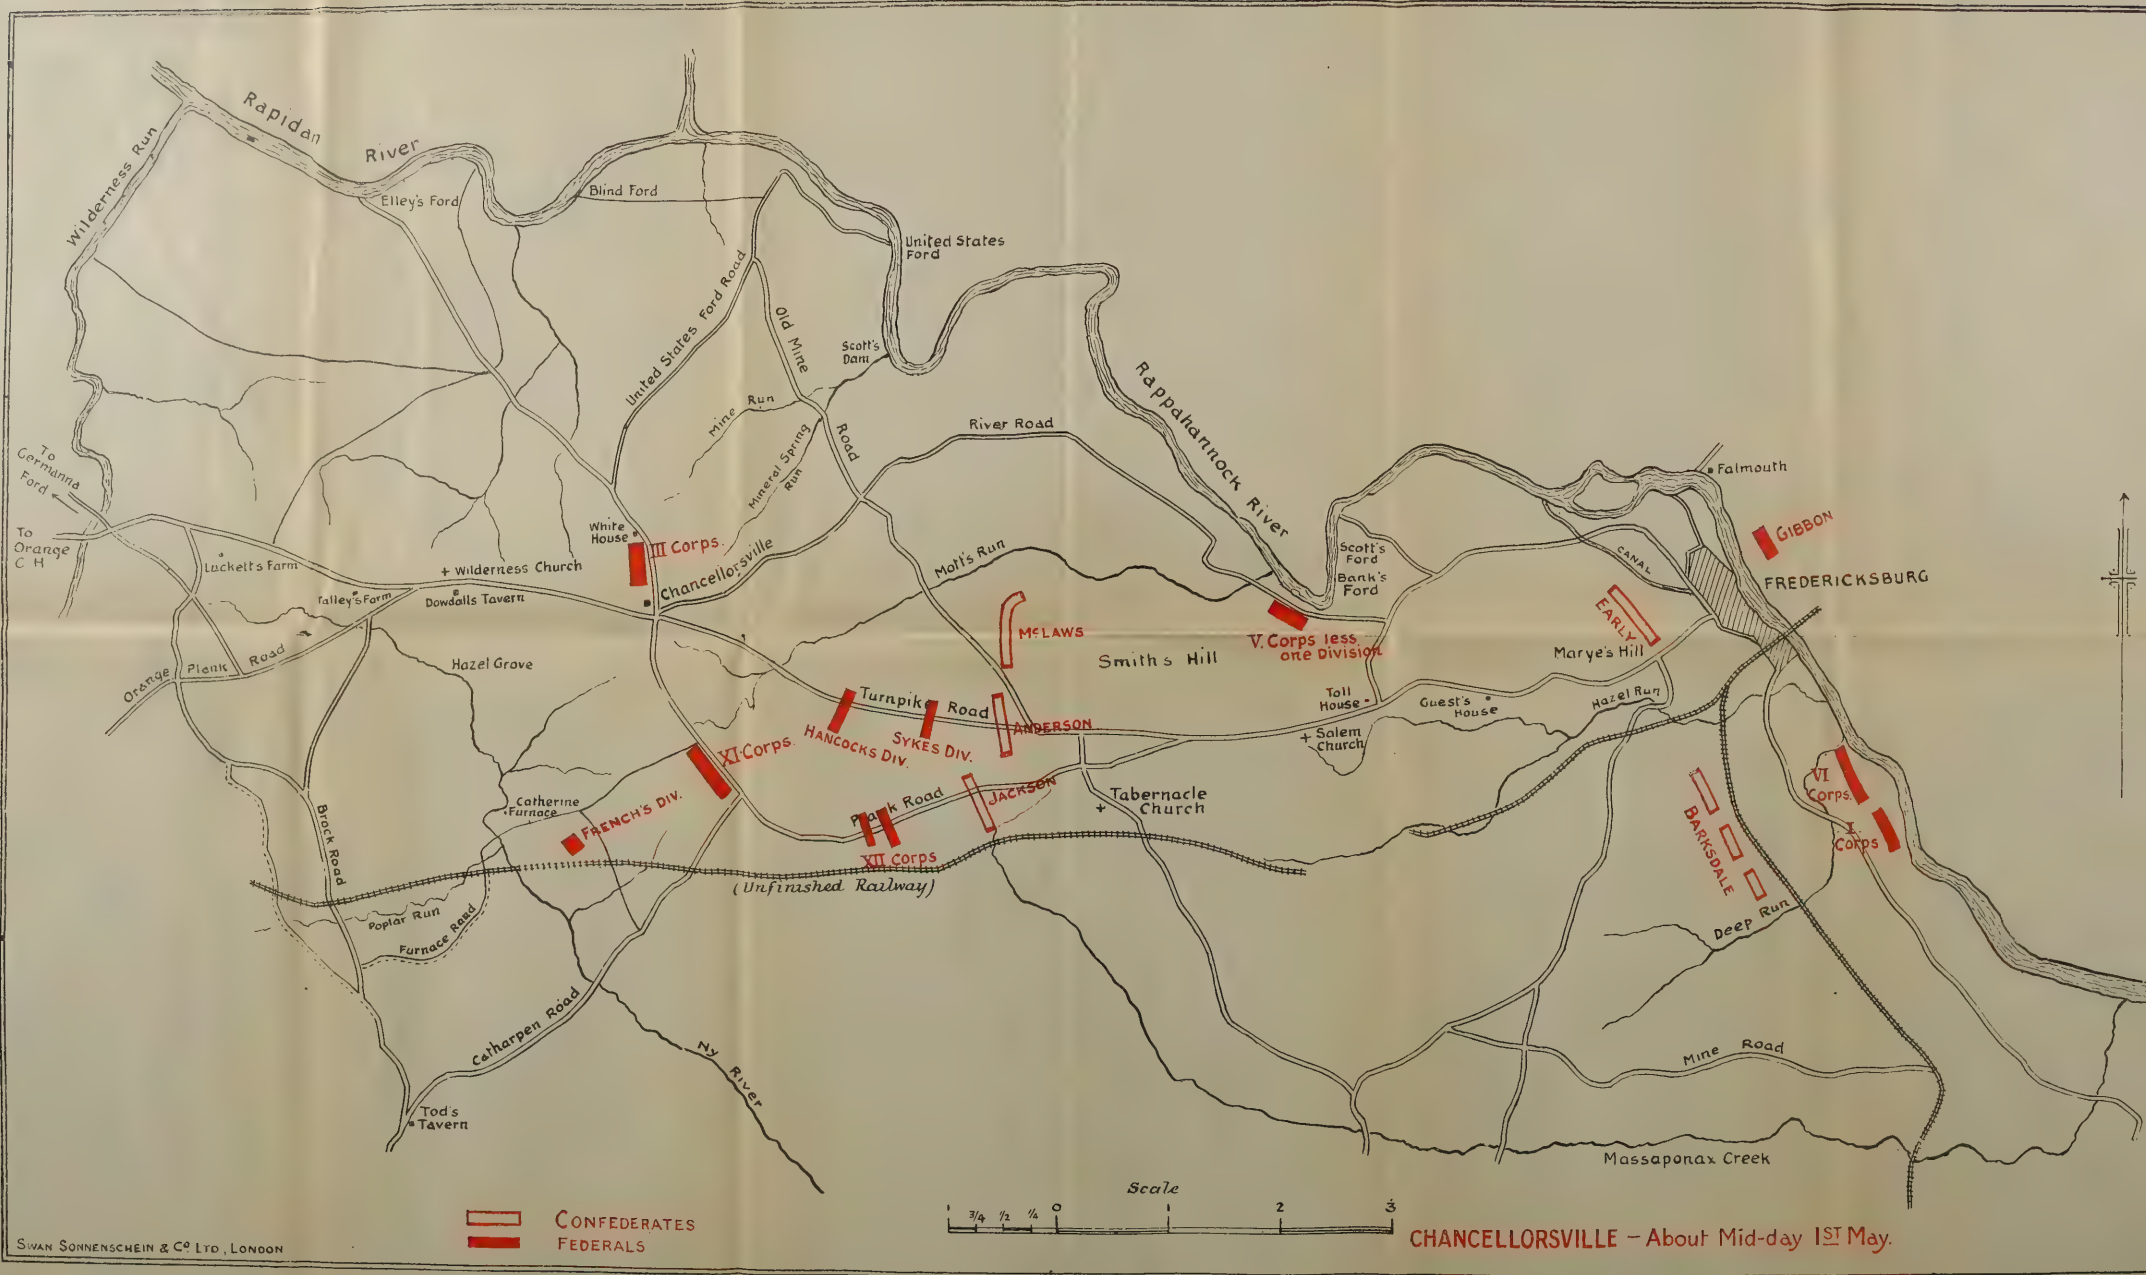 Rapidan
River
Wilderness Run
Elley's Ford
Blind Ford
United States
Ford
United States Ford Road
Old Mine
Road
Scott's
Dam
Mine Run
Mineral Spring
Run
River Road
Rappahannock River
Falmouth
GIBBON
FREDERICKSBURG
CANAL
To
Germanna
Ford
To
Orange
C H
Luckett's Farm
Talley's Farm
+ Wilderness Church
Dowdalls Tavern
White
House
III Corps.
Chancellorsville
Mott's Run
Scott's
Ford
Bank's
Ford
McLAWS
V. Corps less
one Division
Smiths Hill
EARLY
Marye's Hill
Orange Plank Road
Hazel Grove
Turnpike Road
HANCOCKS DIV.
SYKES DIV.
ANDERSON
Toll
House
Guest's
House
Hazel Run
+ Salem
Church
XI Corps.
FRENCH'S DIV.
Catherine
Furnace
Plank Road
JACKSON
XII Corps
Tabernacle
+ Church
VI
Corps.
I
Corps
BARKSDALE
Brock Road
(Unfinished Railway)
Poplar Run
Furnace Road
Deep Run
Catharpen Road
Ny
River
Mine Road
Tod's
Tavern
Massaponax Creek
Scale
1 3/4 1/2 1/4 0 1 2 3
CONFEDERATES
FEDERALS
SWAN SONNENSCHEIN & Co LTD, LONDON
CHANCELLORSVILLE – About Mid-day 1ST May.